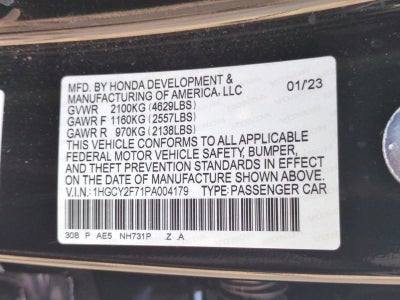 MFD. BY HONDA DEVELOPMENT &
MANUFACTURING OF AMERICA, LLC 01/23
GVWR 2100KG (4629LBS)
GAWR F 1160KG (2557LBS)
GAWR R 970KG (2138LBS)
THIS VEHICLE CONFORMS TO ALL APPLICABLE
FEDERAL MOTOR VEHICLE SAFETY, BUMPER,
AND THEFT PREVENTION STANDARDS IN EFFECT
ON THE DATE OF MANUFACTURE SHOWN ABOVE.
V.I.N.: 1HGCY2F71PA004179 TYPE: PASSENGER CAR
308 P AE5 NH731P Z A